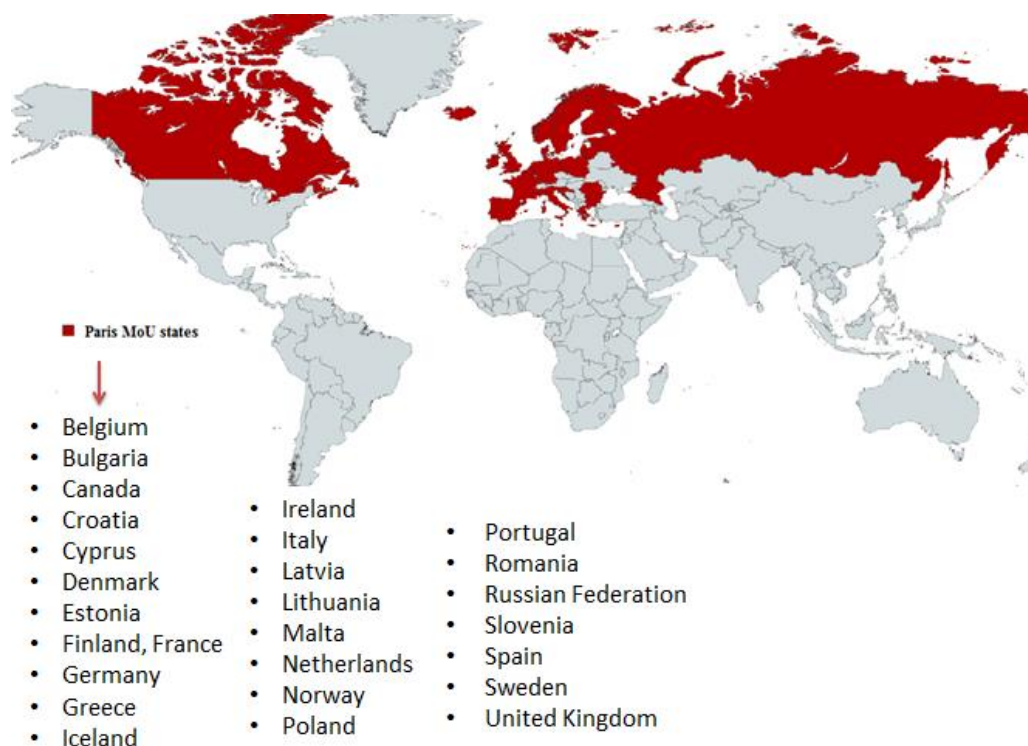 Paris MoU states
• Belgium
• Bulgaria
• Canada
• Croatia
• Cyprus
• Denmark
• Estonia
• Finland, France
• Germany
• Greece
• Iceland
• Ireland
• Italy
• Latvia
• Lithuania
• Malta
• Netherlands
• Norway
• Poland
• Portugal
• Romania
• Russian Federation
• Slovenia
• Spain
• Sweden
• United Kingdom